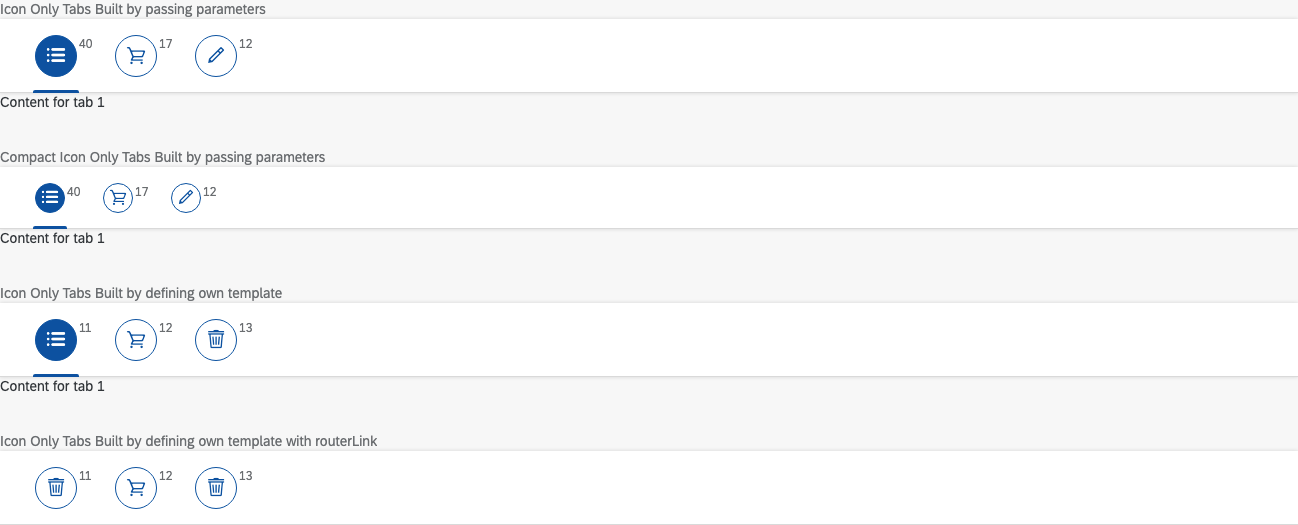 Icon Only Tabs Built by passing parameters
40 17 12
Content for tab 1
Compact Icon Only Tabs Built by passing parameters
40 17 12
Content for tab 1
Icon Only Tabs Built by defining own template
11 12 13
Content for tab 1
Icon Only Tabs Built by defining own template with routerLink
11 12 13